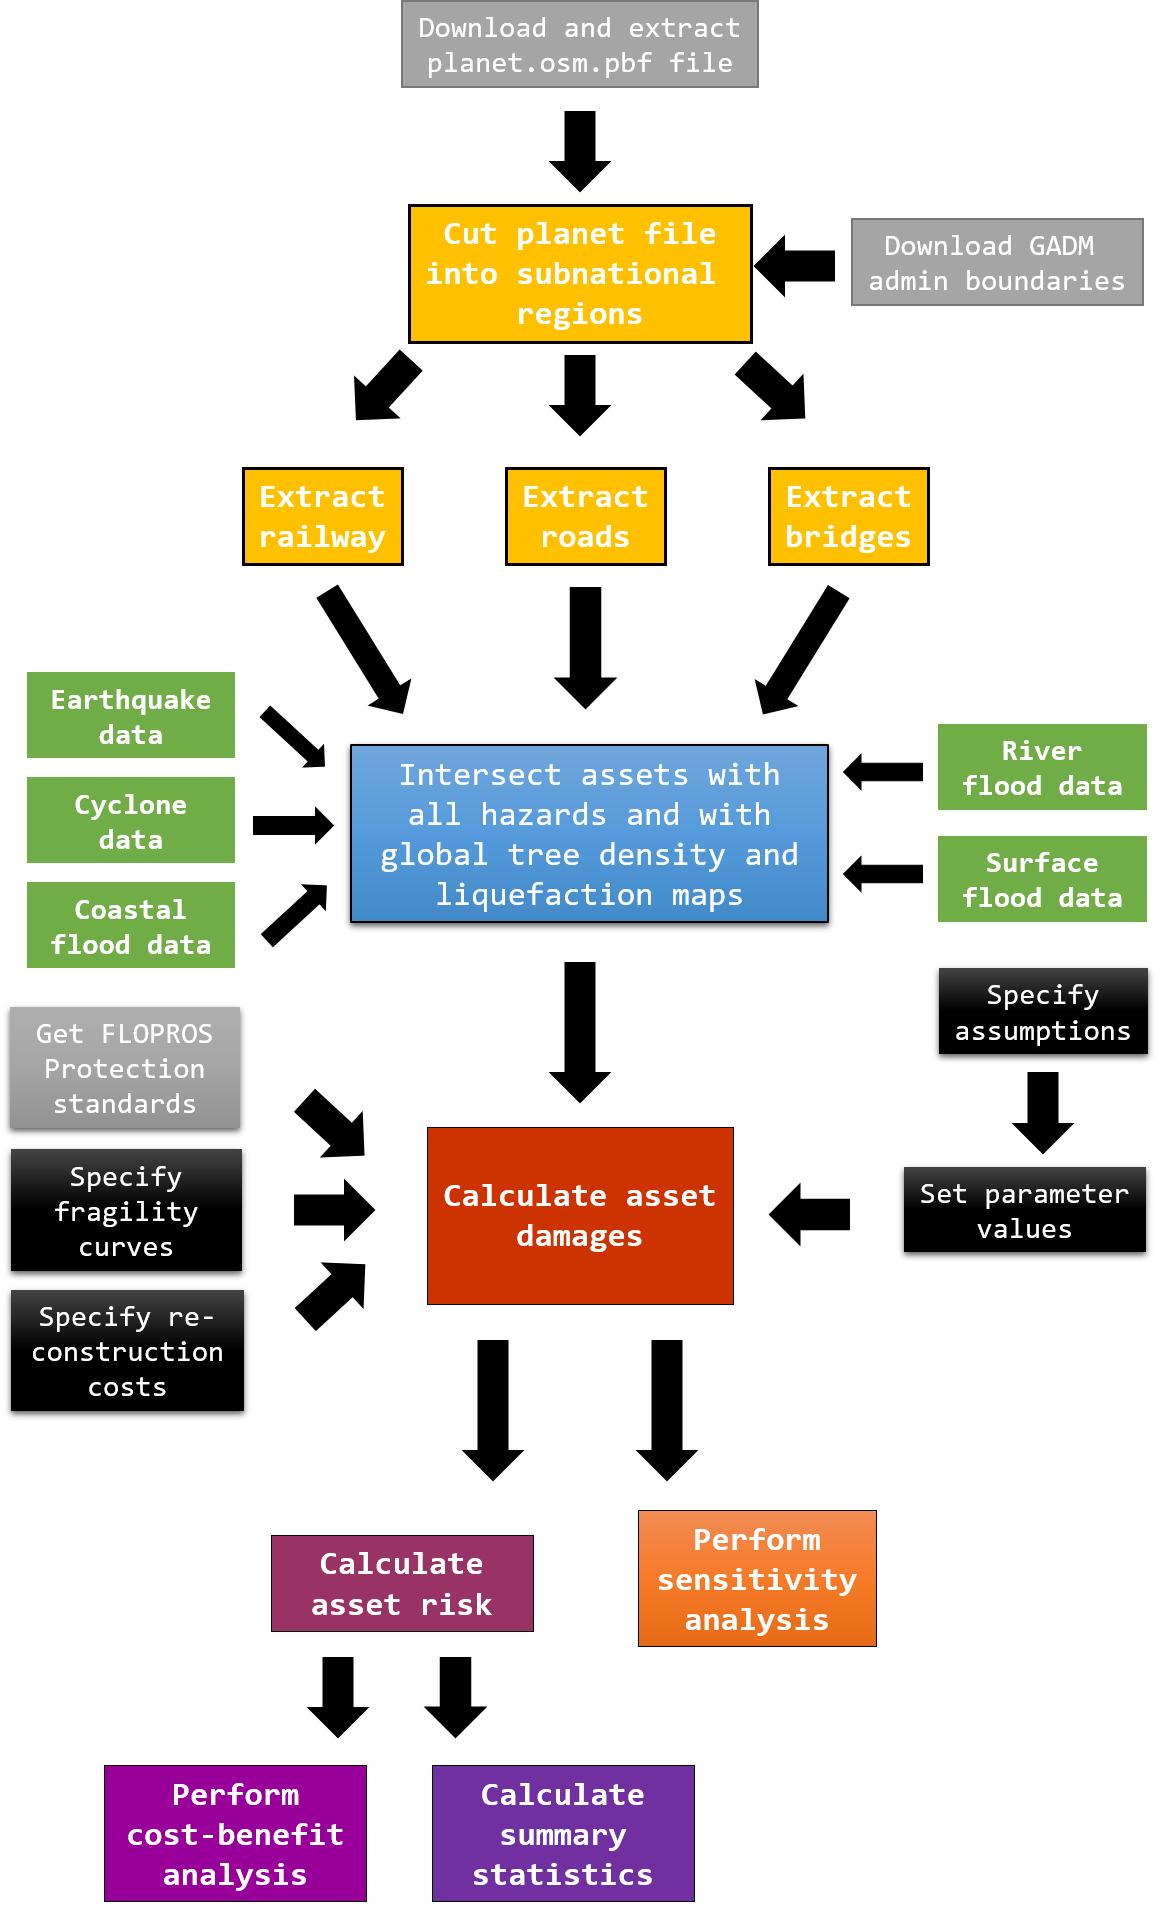 Download and extract
planet.osm.pbf file
Cut planet file
into subnational
regions
Download GADM
admin boundaries
Extract
railway
Extract
roads
Extract
bridges
Earthquake
data
Cyclone
data
Coastal
flood data
Intersect assets with
all hazards and with
global tree density and
liquefaction maps
River
flood data
Surface
flood data
Get FLOPROS
Protection
standards
Specify
fragility
curves
Specify re-
construction
costs
Calculate asset
damages
Specify
assumptions
Set parameter
values
Calculate
asset risk
Perform
sensitivity
analysis
Perform
cost-benefit
analysis
Calculate
summary
statistics